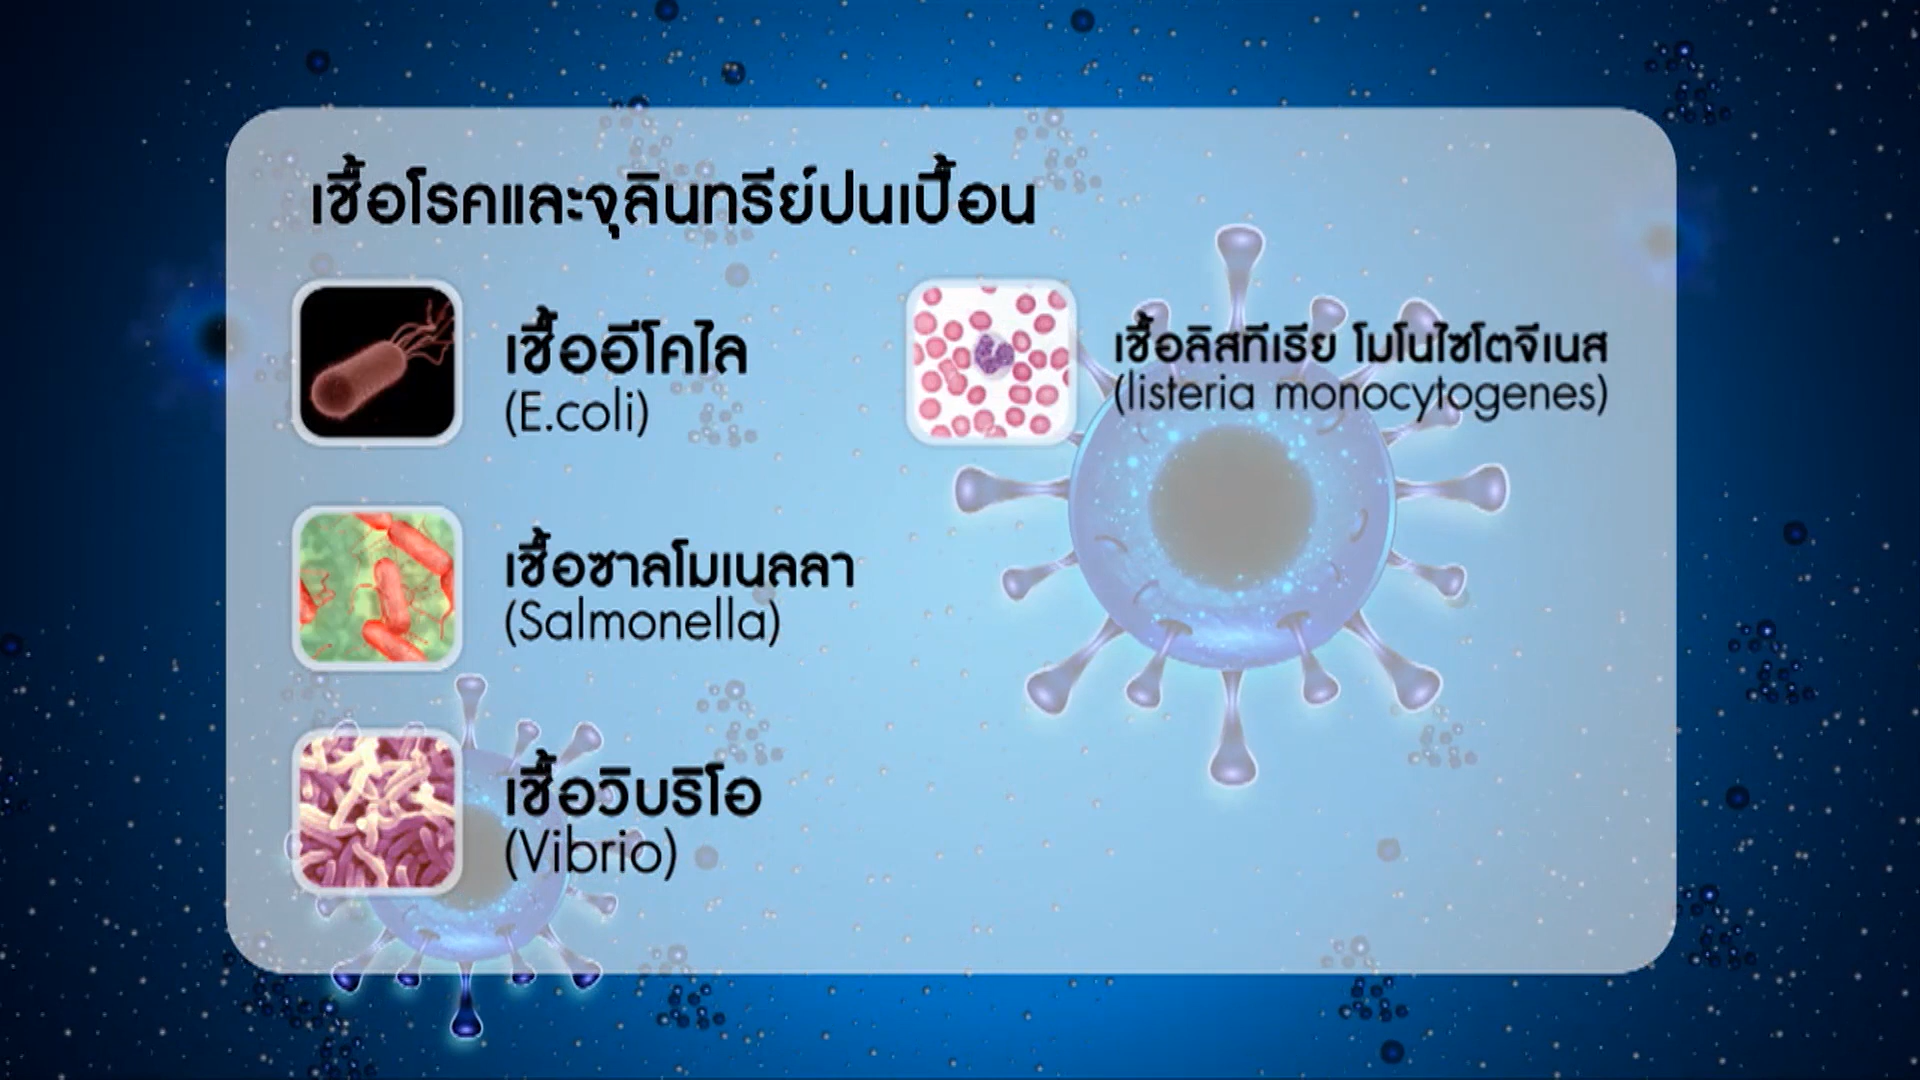 เชื้อโรคและจุลินทรีย์ปนเปื้อน
เชื้ออีโคไล
(E.coli)
เชื้อซาลโมเนลลา
(Salmonella)
เชื้อวิบริโอ
(Vibrio)
เชื้อลิสทีเรีย โมโนไซโตจีเนส
(listeria monocytogenes)